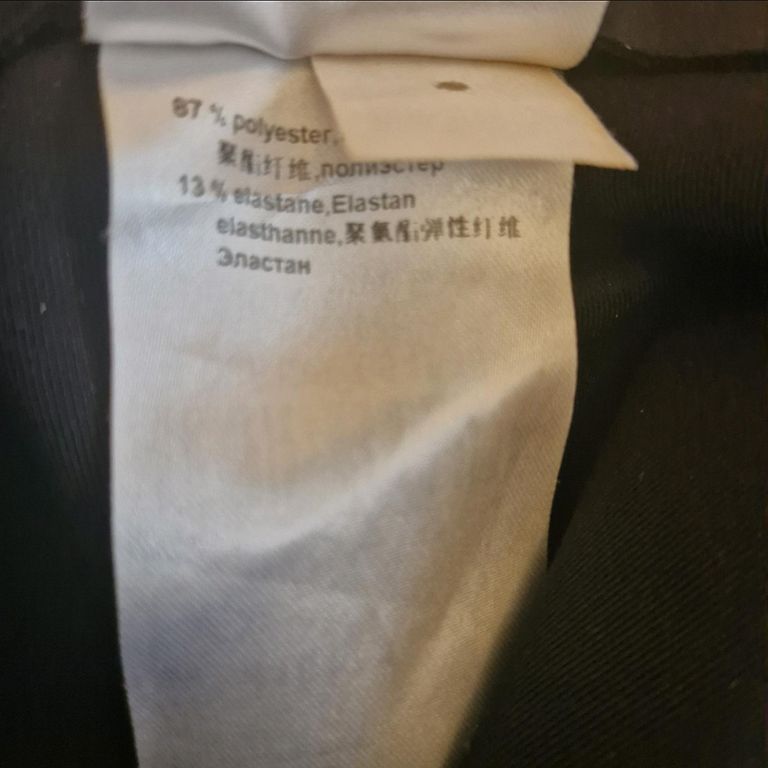 87 % polyester,
聚酯纤维,полиэстер
13 % elastane,Elastan
elasthanne,聚氨酯弹性纤维
Эластан